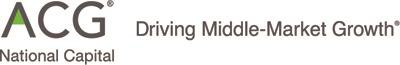 ACG®
National Capital
Driving Middle-Market Growth®